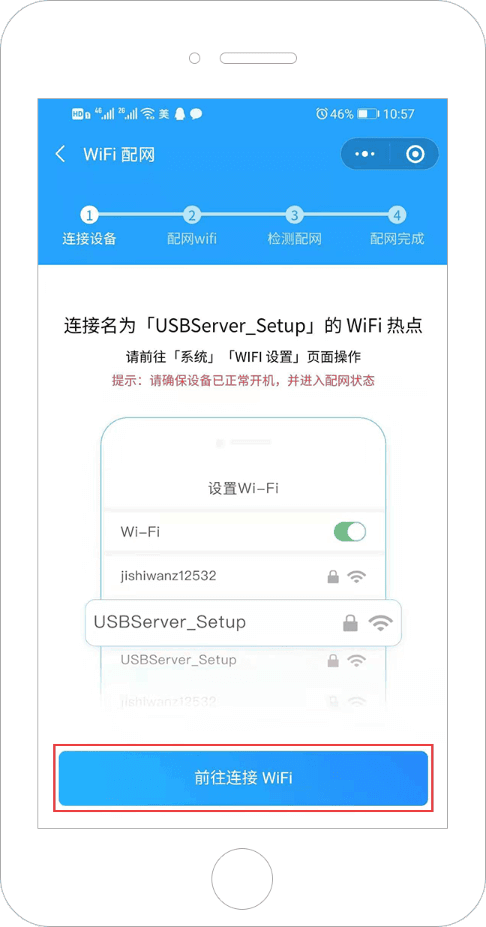 HD 4G 2G 美 46% 10:57
WiFi 配网
1 2 3 4
连接设备 配网wifi 检测配网 配网完成
连接名为「USBServer_Setup」的 WiFi 热点
请前往「系统」「WIFI 设置」页面操作
提示：请确保设备已正常开机，并进入配网状态
设置Wi-Fi
Wi-Fi
jishiwanz12532
USBServer_Setup
USBServer_Setup
jishiwanz12532
前往连接 WiFi